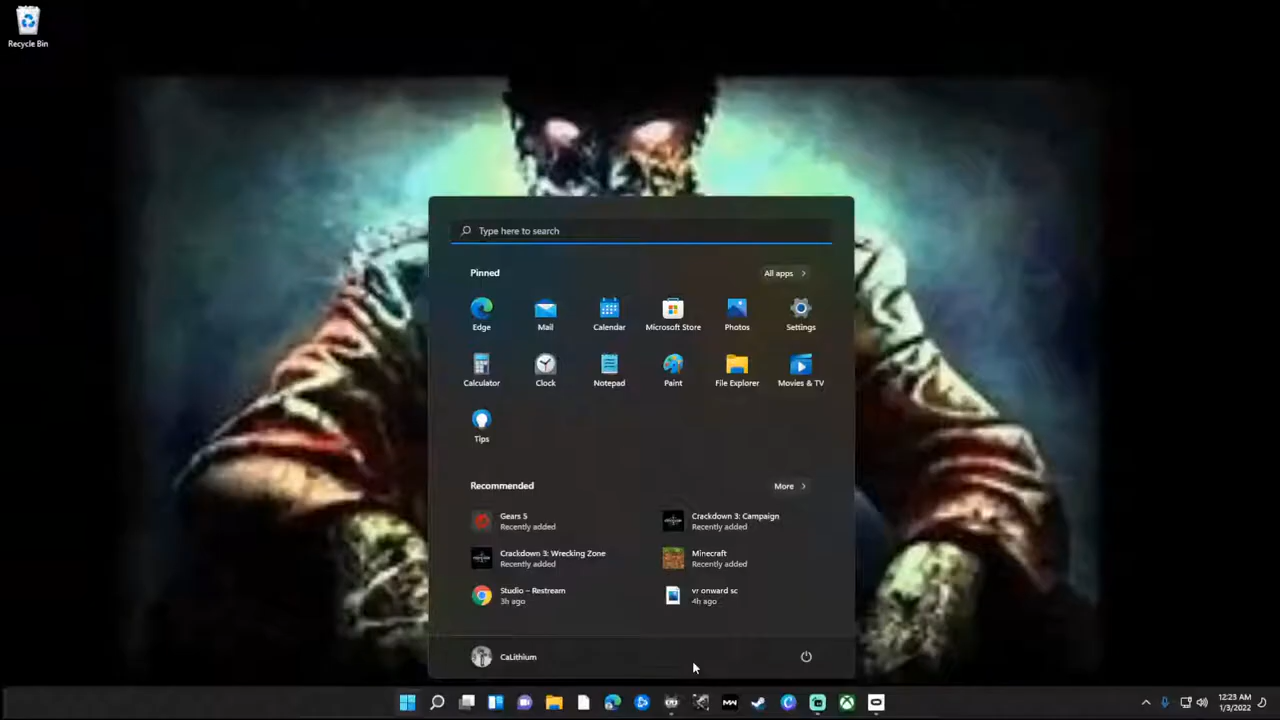 Recycle Bin
Type here to search
Pinned
All apps
Edge
Mail
Calendar
Microsoft Store
Photos
Settings
Calculator
Clock
Notepad
Paint
File Explorer
Movies & TV
Tips
Recommended
More
Gears 5
Recently added
Crackdown 3: Campaign
Recently added
Crackdown 3: Wrecking Zone
Recently added
Minecraft
Recently added
Studio – Restream
3h ago
vr onward sc
4h ago
CaLithium
MW
12:23 AM
1/3/2022